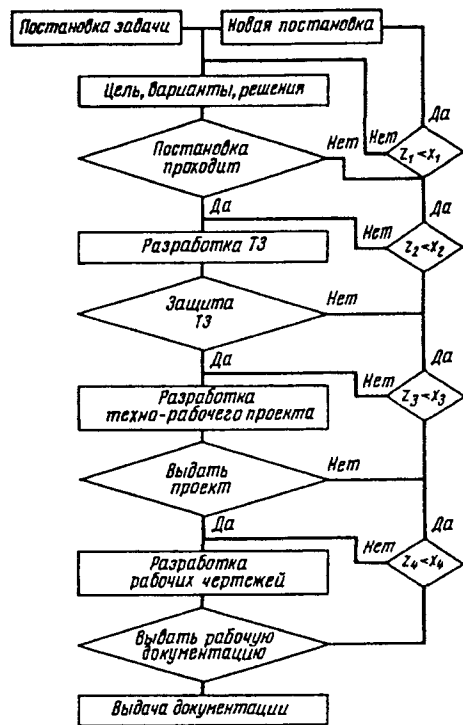 Постановка задачи
Новая постановка
Цель, варианты, решения
Да
Нет
Нет
Постановка
проходит
z₁<x₁
Да
Да
Нет
Разработка ТЗ
z₂<x₂
Защита
ТЗ
Нет
Да
Да
Нет
Разработка
техно-рабочего проекта
z₃<x₃
Выдать
проект
Нет
Да
Да
Нет
Разработка
рабочих чертежей
z₄<x₄
Вывать рабочую
документацию
Выдача документации